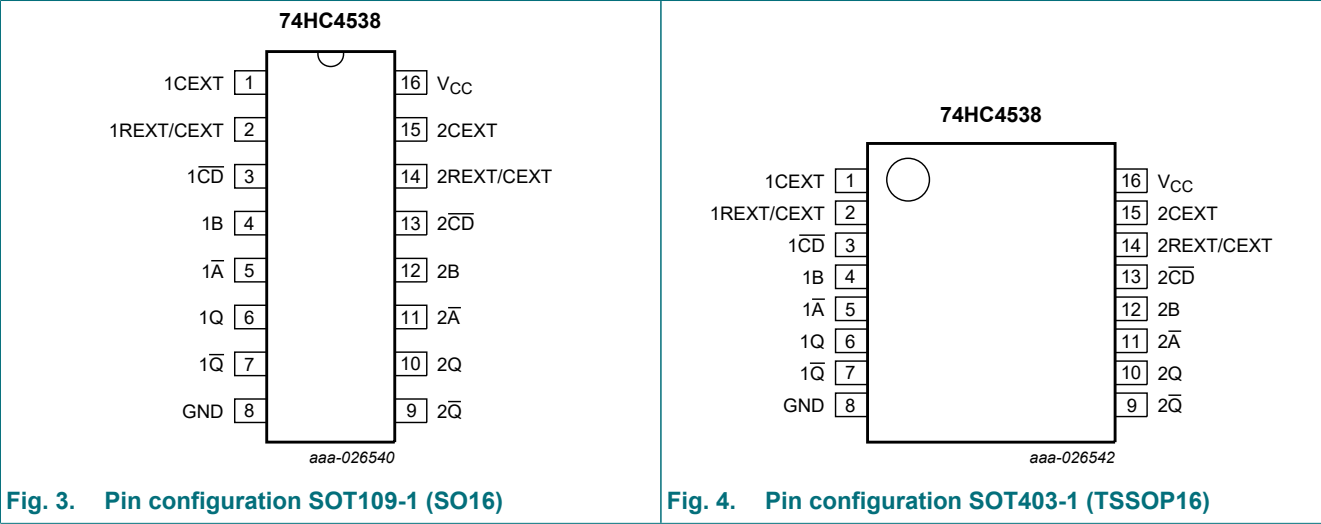 74HC4538
1CEXT 1 16 V_CC
1REXT/CEXT 2 15 2CEXT
1C̅D̅ 3 14 2REXT/CEXT
1B 4 13 2C̅D̅
1A̅ 5 12 2B
1Q 6 11 2A̅
1Q̅ 7 10 2Q
GND 8 9 2Q̅
aaa-026540
Fig. 3. Pin configuration SOT109-1 (SO16)
74HC4538
1CEXT 1 16 V_CC
1REXT/CEXT 2 15 2CEXT
1C̅D̅ 3 14 2REXT/CEXT
1B 4 13 2C̅D̅
1A̅ 5 12 2B
1Q 6 11 2A̅
1Q̅ 7 10 2Q
GND 8 9 2Q̅
aaa-026542
Fig. 4. Pin configuration SOT403-1 (TSSOP16)